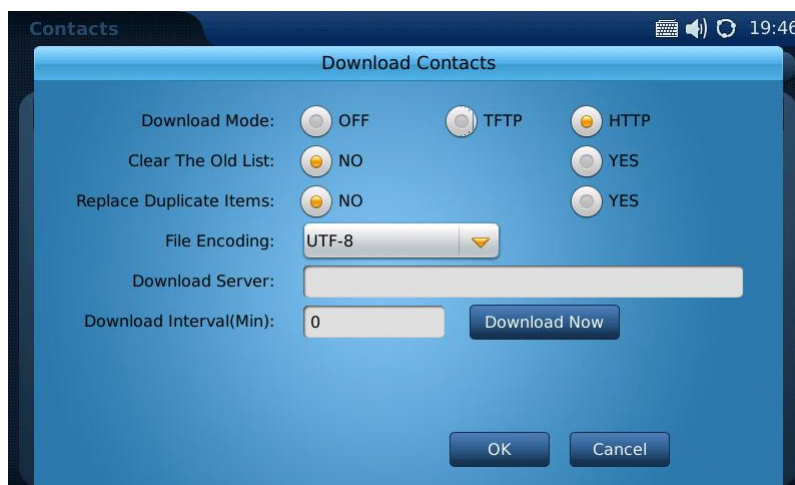 Contacts 19:46
Download Contacts
Download Mode: OFF TFTP HTTP
Clear The Old List: NO YES
Replace Duplicate Items: NO YES
File Encoding: UTF-8
Download Server:
Download Interval(Min): 0 Download Now
OK Cancel